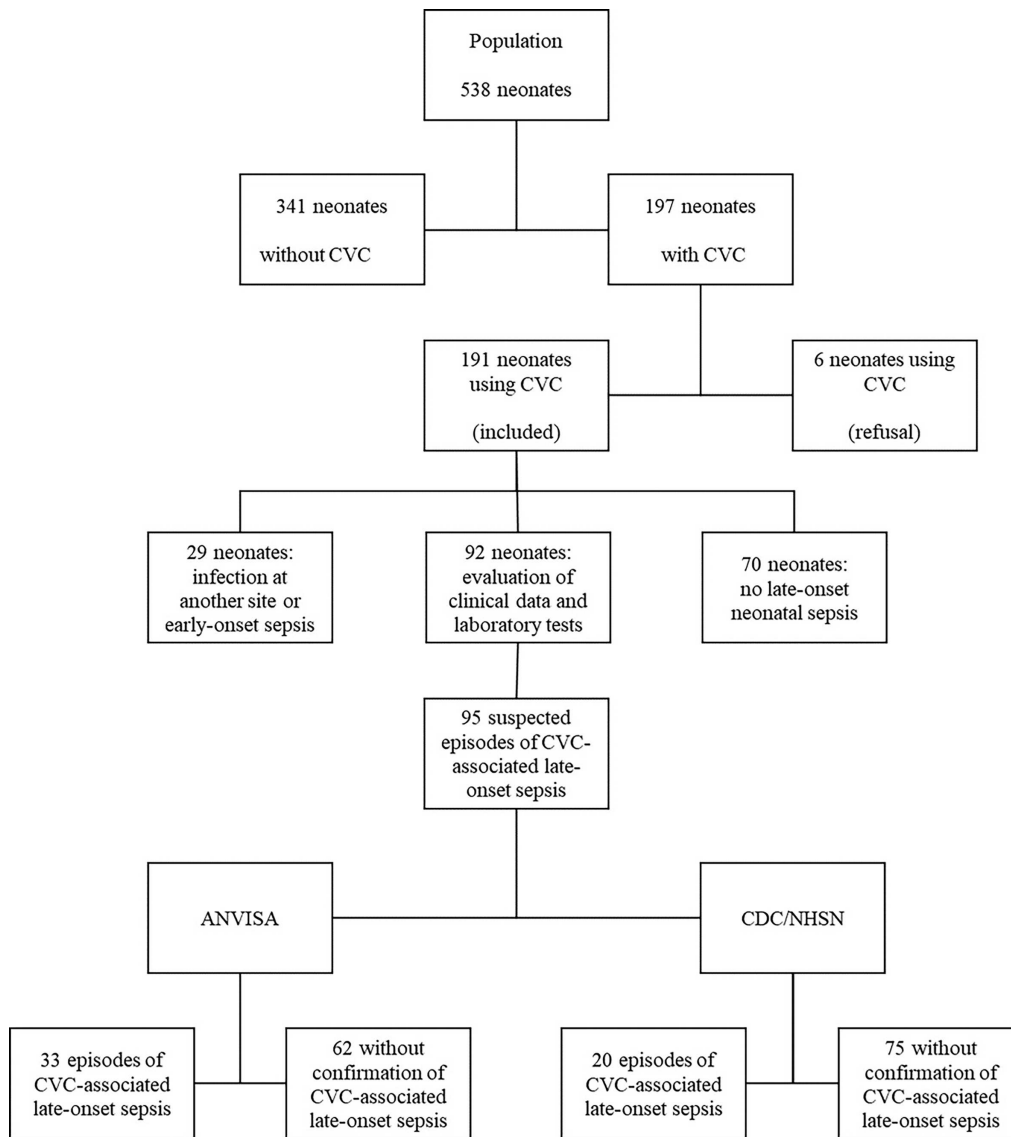 Population
538 neonates
341 neonates
without CVC
197 neonates
with CVC
191 neonates
using CVC
(included)
6 neonates using
CVC
(refusal)
29 neonates:
infection at
another site or
early-onset sepsis
92 neonates:
evaluation of
clinical data and
laboratory tests
70 neonates:
no late-onset
neonatal sepsis
95 suspected
episodes of CVC-
associated late-
onset sepsis
ANVISA
CDC/NHSN
33 episodes of
CVC-associated
late-onset sepsis
62 without
confirmation of
CVC-associated
late-onset sepsis
20 episodes of
CVC-associated
late-onset sepsis
75 without
confirmation of
CVC-associated
late-onset sepsis